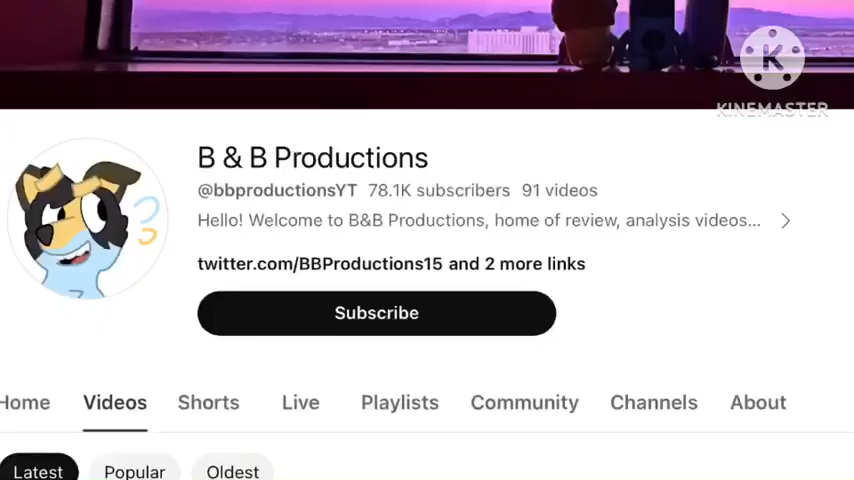 K
KINEMASTER
B & B Productions
@bbproductionsYT 78.1K subscribers 91 videos
Hello! Welcome to B&B Productions, home of review, analysis videos...
twitter.com/BBProductions15 and 2 more links
Subscribe
Home Videos Shorts Live Playlists Community Channels About
Latest Popular Oldest